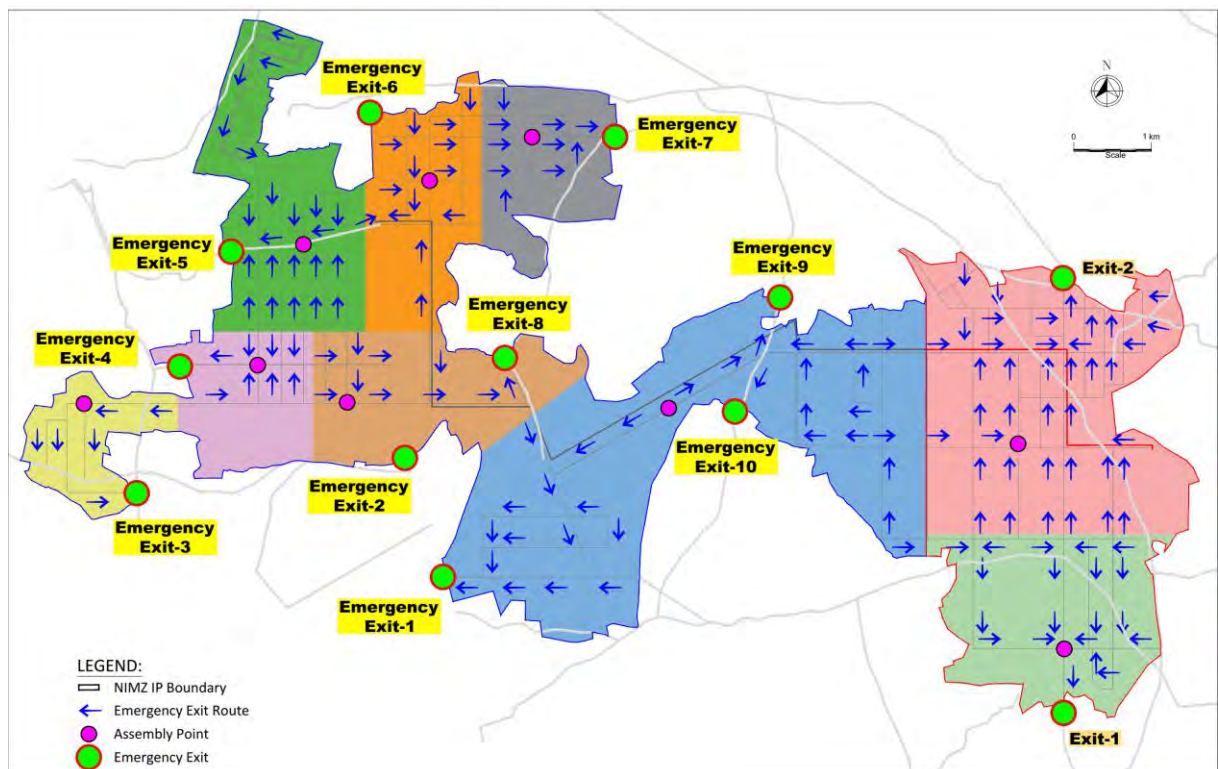 Emergency
Exit-6
N
Emergency
Exit-7
0
1 km
Scale
Emergency
Exit-5
Emergency
Exit-9
Exit-2
Emergency
Exit-8
Emergency
Exit-4
Emergency
Exit-10
Emergency
Exit-2
Emergency
Exit-3
Emergency
Exit-1
LEGEND:
NIMZ IP Boundary
Emergency Exit Route
Assembly Point
Emergency Exit
Exit-1